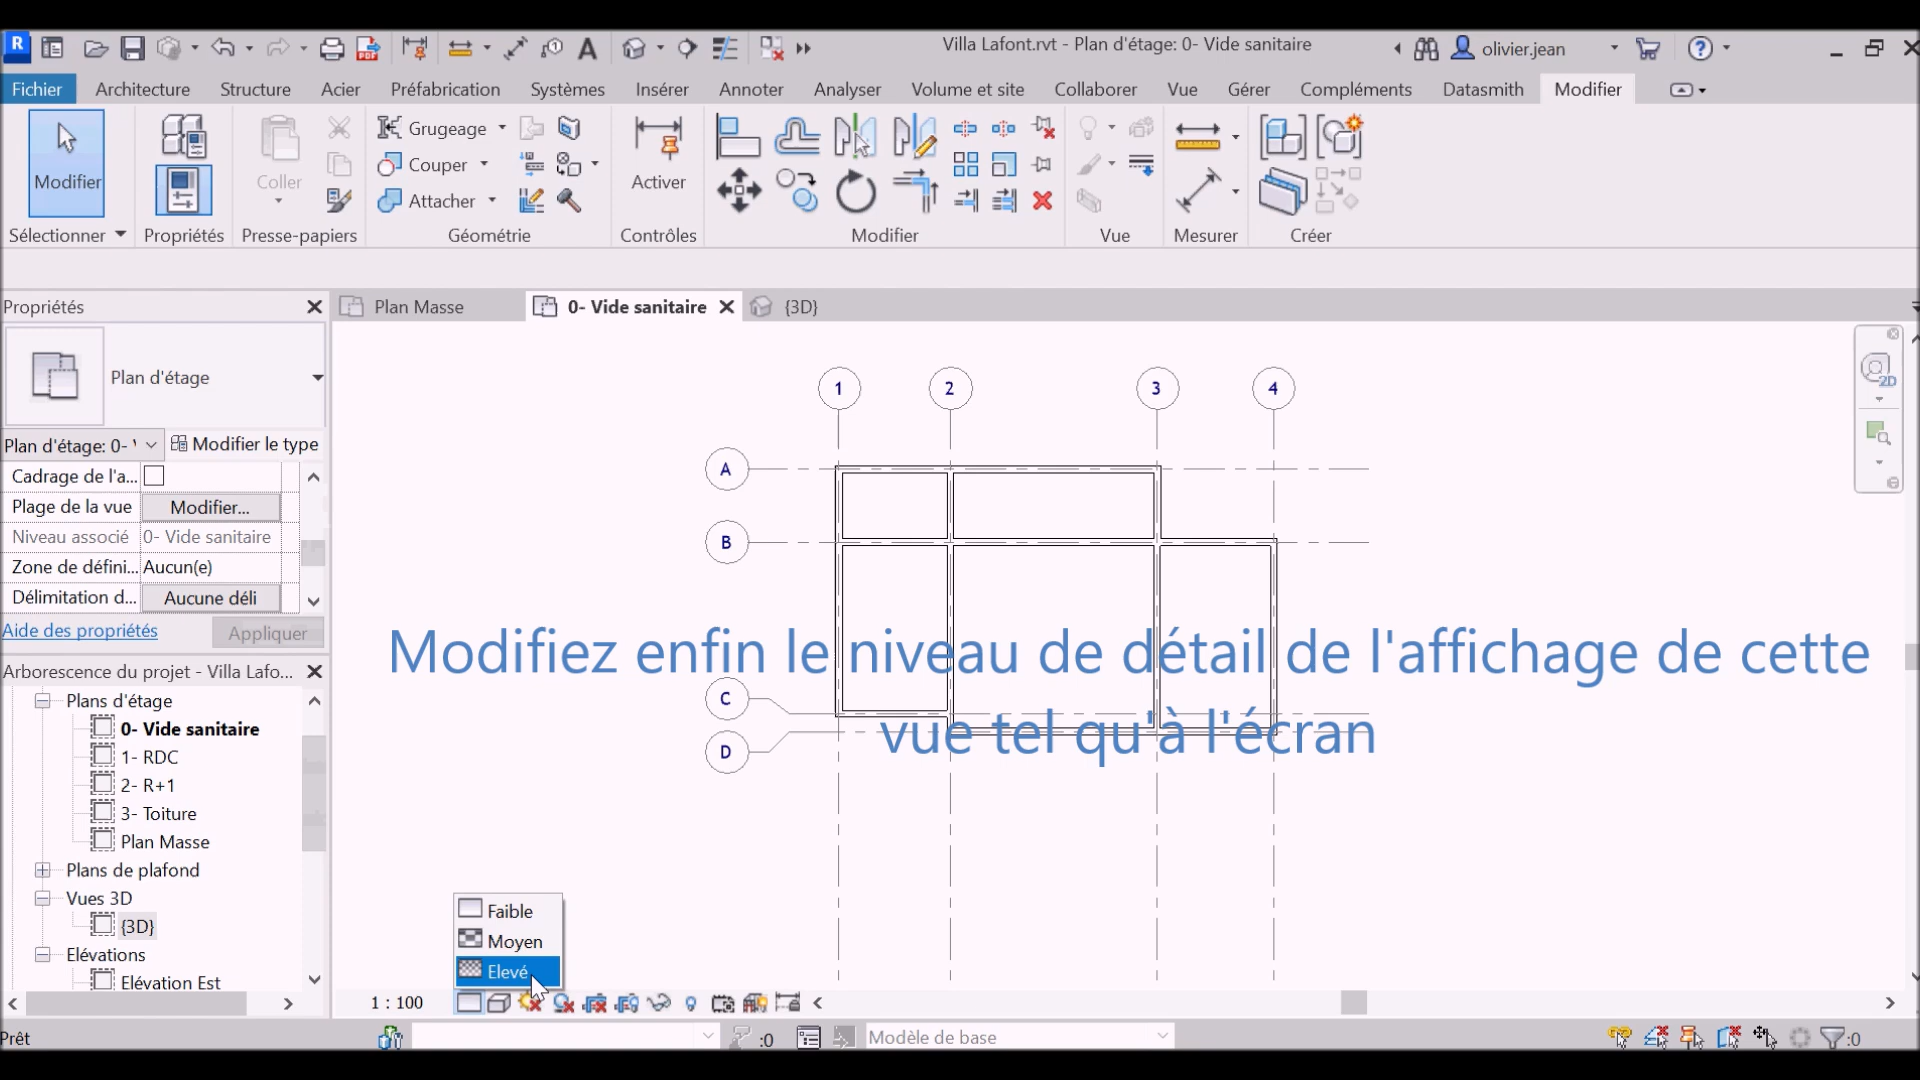 R
Villa Lafont.rvt - Plan d'étage: 0- Vide sanitaire
olivier.jean
Fichier Architecture Structure Acier Préfabrication Systèmes Insérer Annoter Analyser Volume et site Collaborer Vue Gérer Compléments Datasmith Modifier
Modifier
Coller
Grugeage
Couper
Attacher
Activer
Sélectionner Propriétés Presse-papiers Géométrie Contrôles Modifier Vue Mesurer Créer
Propriétés
Plan Masse 0- Vide sanitaire {3D}
Plan d'étage
Plan d'étage: 0- Modifier le type
Cadrage de l'a...
Plage de la vue Modifier...
Niveau associé 0- Vide sanitaire
Zone de défini... Aucun(e)
Délimitation d... Aucune déli
Aide des propriétés Appliquer
Arborescence du projet - Villa Lafo...
Plans d'étage
0- Vide sanitaire
1- RDC
2- R+1
3- Toiture
Plan Masse
Plans de plafond
Vues 3D
{3D}
Elévations
Elévation Est
1 2 3 4
A
B
C
D
2D
Modifiez enfin le niveau de détail de l'affichage de cette
vue tel qu'à l'écran
Faible
Moyen
Elevé
1 : 100
Prêt
:0
Modèle de base
:0